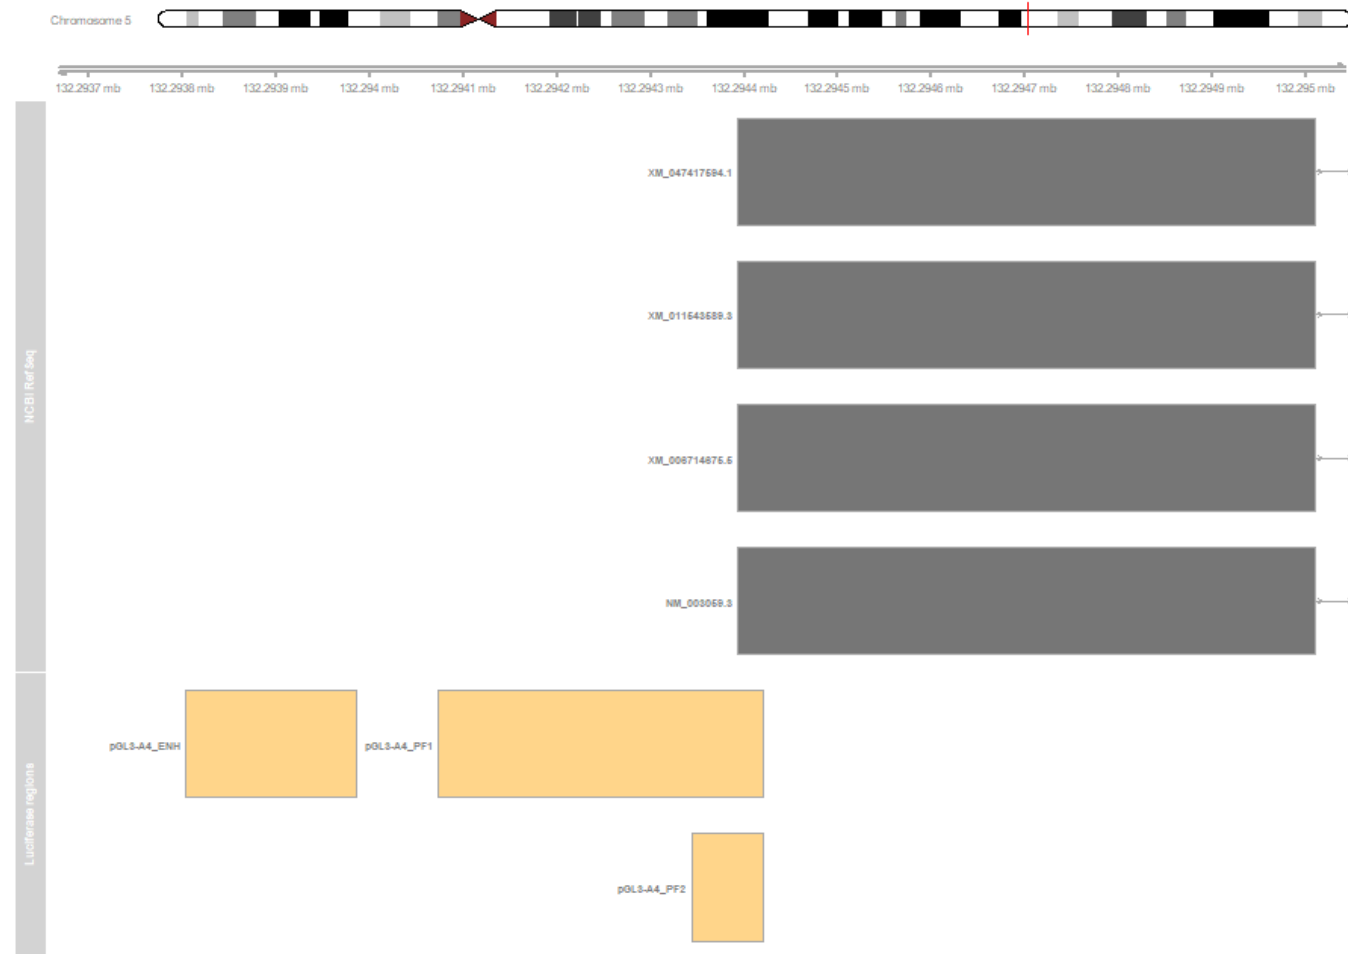 Chromosome 5
132.2937 mb 132.2938 mb 132.2939 mb 132.294 mb 132.2941 mb 132.2942 mb 132.2943 mb 132.2944 mb 132.2945 mb 132.2946 mb 132.2947 mb 132.2948 mb 132.2949 mb 132.295 mb
NCBI RefSeq
XM_047417594.1
XM_011543589.3
XM_006714675.5
NM_003059.3
Luciferase regions
pGL3-A4_ENH
pGL3-A4_PF1
pGL3-A4_PF2